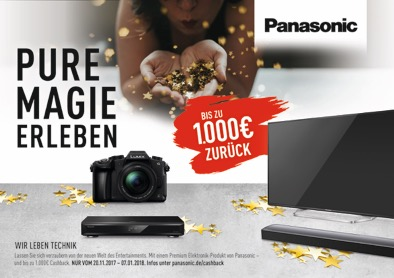 Panasonic
PURE
MAGIE
ERLEBEN
BIS ZU
1.000€
ZURÜCK
LUMIX
WIR LEBEN TECHNIK
Lassen Sie sich verzaubern von der neuen Welt des Entertainments. Mit einem Premium Elektronik-Produkt von Panasonic –
und bis zu 1.000€ Cashback. NUR VOM 20.11.2017 – 07.01.2018. Infos unter panasonic.de/cashback